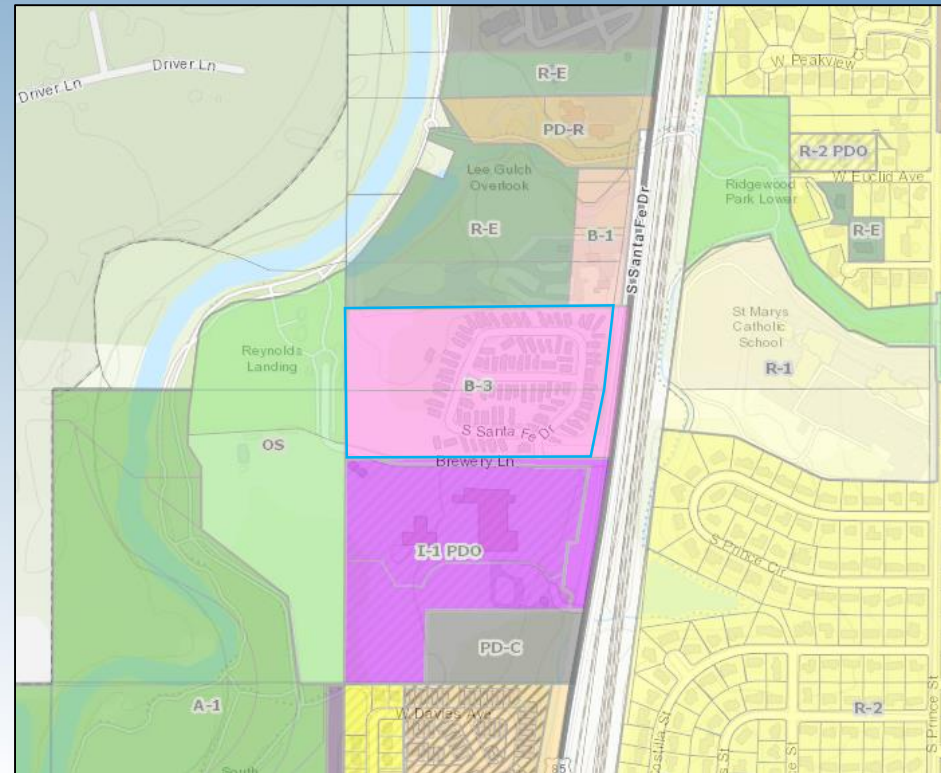 W Peakview Ct
Driver Ln
Driver Ln
R-E
PD-R
R-2 PDO
Lee Gulch
Overlook
Ridgewood
Park Lower
W Euclid Ave
R-E
B-1
S Santa Fe Dr
R-E
St Marys
Catholic
School
Reynolds
Landing
R-1
B-3
S Santa Fe Dr
OS
Brewery Ln
I-1 PDO
S Prince Cir
PD-C
A-1
W Davies Ave
R-2
S Prince St
South
85